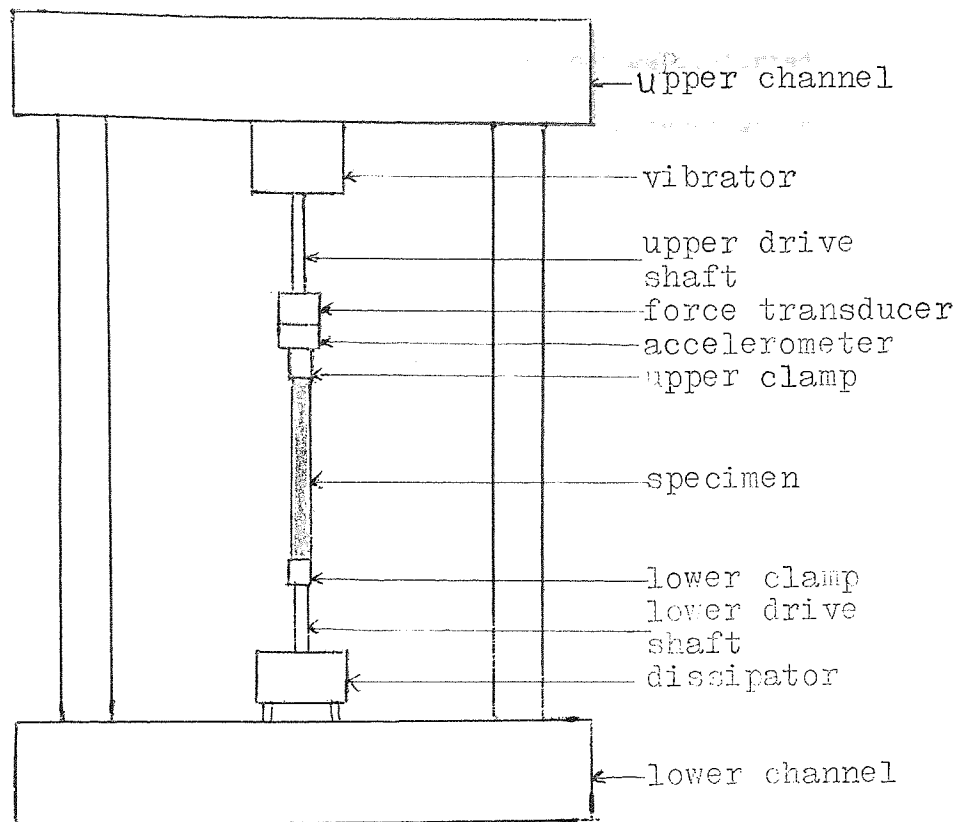 upper channel
vibrator
upper drive
shaft
force transducer
accelerometer
upper clamp
specimen
lower clamp
lower drive
shaft
dissipator
lower channel